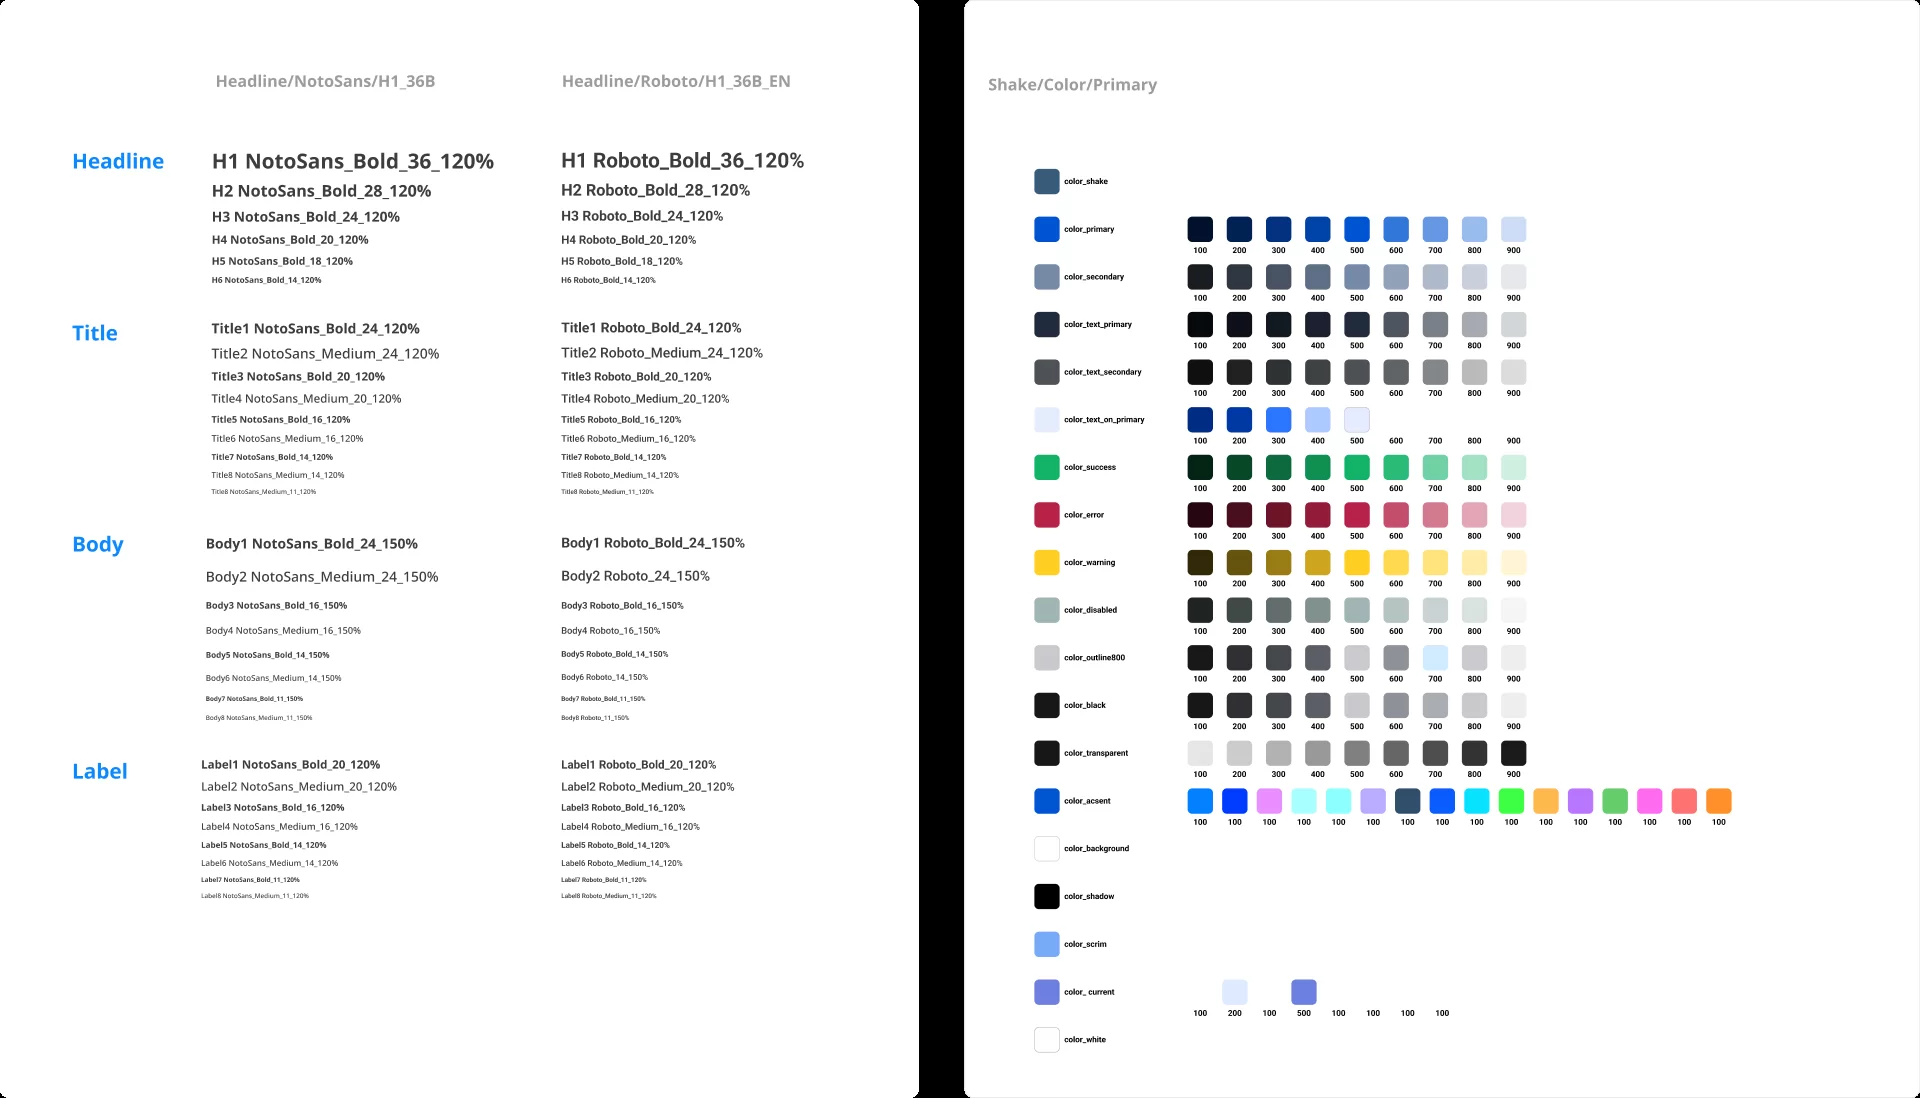 Headline/NotoSans/H1_36B
Headline/Roboto/H1_36B_EN
Headline
H1 NotoSans_Bold_36_120%
H1 Roboto_Bold_36_120%
H2 NotoSans_Bold_28_120%
H2 Roboto_Bold_28_120%
H3 NotoSans_Bold_24_120%
H3 Roboto_Bold_24_120%
H4 NotoSans_Bold_20_120%
H4 Roboto_Bold_20_120%
H5 NotoSans_Bold_18_120%
H5 Roboto_Bold_18_120%
H6 NotoSans_Bold_14_120%
H6 Roboto_Bold_14_120%
Title
Title1 NotoSans_Bold_24_120%
Title1 Roboto_Bold_24_120%
Title2 NotoSans_Medium_24_120%
Title2 Roboto_Medium_24_120%
Title3 NotoSans_Bold_20_120%
Title3 Roboto_Bold_20_120%
Title4 NotoSans_Medium_20_120%
Title4 Roboto_Medium_20_120%
Title5 NotoSans_Bold_16_120%
Title5 Roboto_Bold_16_120%
Title6 NotoSans_Medium_16_120%
Title6 Roboto_Medium_16_120%
Title7 NotoSans_Bold_14_120%
Title7 Roboto_Bold_14_120%
Title8 NotoSans_Medium_14_120%
Title8 Roboto_Medium_14_120%
Title8 NotoSans_Medium_11_120%
Title8 Roboto_Medium_11_120%
Body
Body1 NotoSans_Bold_24_150%
Body1 Roboto_Bold_24_150%
Body2 NotoSans_Medium_24_150%
Body2 Roboto_24_150%
Body3 NotoSans_Bold_16_150%
Body3 Roboto_Bold_16_150%
Body4 NotoSans_Medium_16_150%
Body4 Roboto_16_150%
Body5 NotoSans_Bold_14_150%
Body5 Roboto_Bold_14_150%
Body6 NotoSans_Medium_14_150%
Body6 Roboto_14_150%
Body7 NotoSans_Bold_11_150%
Body7 Roboto_Bold_11_150%
Body8 NotoSans_Medium_11_150%
Body8 Roboto_11_150%
Label
Label1 NotoSans_Bold_20_120%
Label1 Roboto_Bold_20_120%
Label2 NotoSans_Medium_20_120%
Label2 Roboto_Medium_20_120%
Label3 NotoSans_Bold_16_120%
Label3 Roboto_Bold_16_120%
Label4 NotoSans_Medium_16_120%
Label4 Roboto_Medium_16_120%
Label5 NotoSans_Bold_14_120%
Label5 Roboto_Bold_14_120%
Label6 NotoSans_Medium_14_120%
Label6 Roboto_Medium_14_120%
Label7 NotoSans_Bold_11_120%
Label7 Roboto_Bold_11_120%
Label8 NotoSans_Medium_11_120%
Label8 Roboto_Medium_11_120%
Shake/Color/Primary
color_shake
color_primary
100 200 300 400 500 600 700 800 900
color_secondary
100 200 300 400 500 600 700 800 900
color_text_primary
100 200 300 400 500 600 700 800 900
color_text_secondary
100 200 300 400 500 600 700 800 900
color_text_on_primary
100 200 300 400 500 600 700 800 900
color_success
100 200 300 400 500 600 700 800 900
color_error
100 200 300 400 500 600 700 800 900
color_warning
100 200 300 400 500 600 700 800 900
color_disabled
100 200 300 400 500 600 700 800 900
color_outline800
100 200 300 400 500 600 700 800 900
color_black
100 200 300 400 500 600 700 800 900
color_transparent
100 200 300 400 500 600 700 800 900
color_acsent
100 100 100 100 100 100 100 100 100 100 100 100 100 100 100 100
color_background
color_shadow
color_scrim
color_ current
100 200 100 500 100 100 100 100
color_white